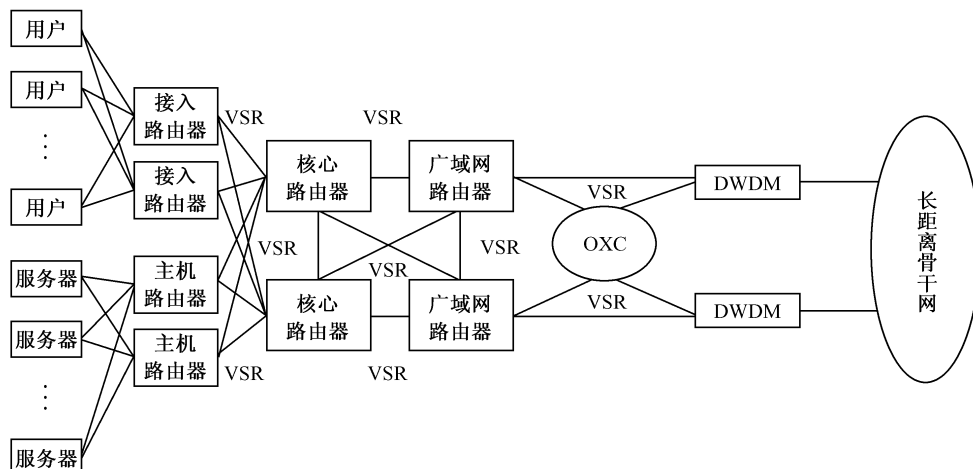 用户
用户
⋮
用户
服务器
服务器
⋮
服务器
接入
路由器
接入
路由器
主机
路由器
主机
路由器
VSR
VSR
VSR
核心
路由器
核心
路由器
VSR
VSR
VSR
广域网
路由器
广域网
路由器
VSR
VSR
OXC
VSR
DWDM
DWDM
长距离骨干网